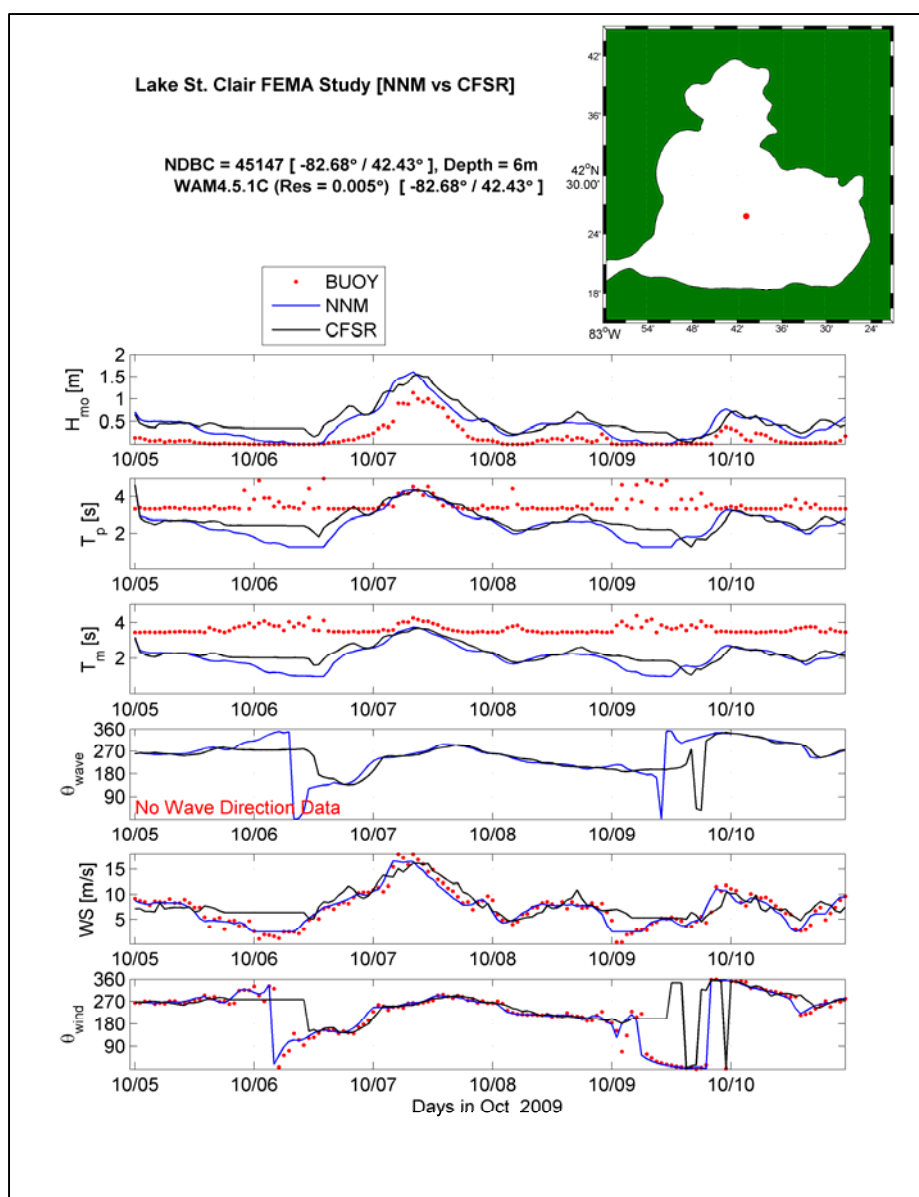 Lake St. Clair FEMA Study [NNM vs CFSR]
NDBC = 45147 [ -82.68° / 42.43° ], Depth = 6m
WAM4.5.1C (Res = 0.005°) [ -82.68° / 42.43° ]
42'
36'
42°N
30.00'
24'
18'
83°W
54' 48' 42' 36' 30' 24'
BUOY
NNM
CFSR
Hmo [m]
2
1.5
1
0.5
10/05 10/06 10/07 10/08 10/09 10/10
Tp [s]
4
2
10/05 10/06 10/07 10/08 10/09 10/10
Tm [s]
4
2
10/05 10/06 10/07 10/08 10/09 10/10
θwave
360
270
180
90
No Wave Direction Data
10/05 10/06 10/07 10/08 10/09 10/10
WS [m/s]
15
10
5
10/05 10/06 10/07 10/08 10/09 10/10
θwind
360
270
180
90
10/05 10/06 10/07 10/08 10/09 10/10
Days in Oct 2009